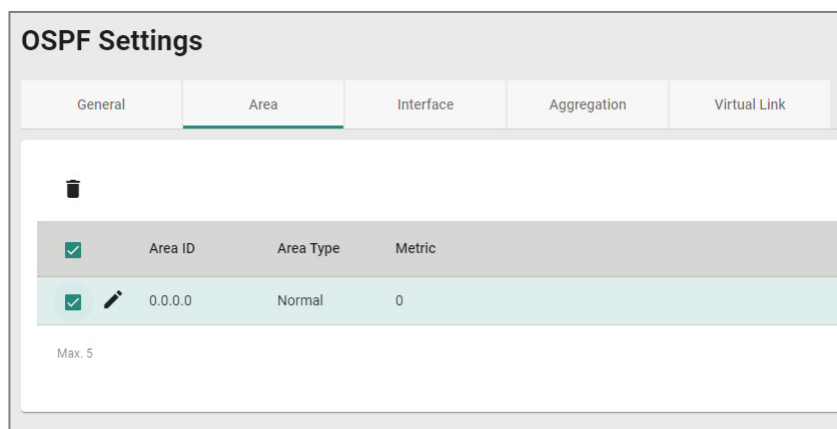 OSPF Settings
General Area Interface Aggregation Virtual Link
Area ID Area Type Metric
0.0.0.0 Normal 0
Max. 5